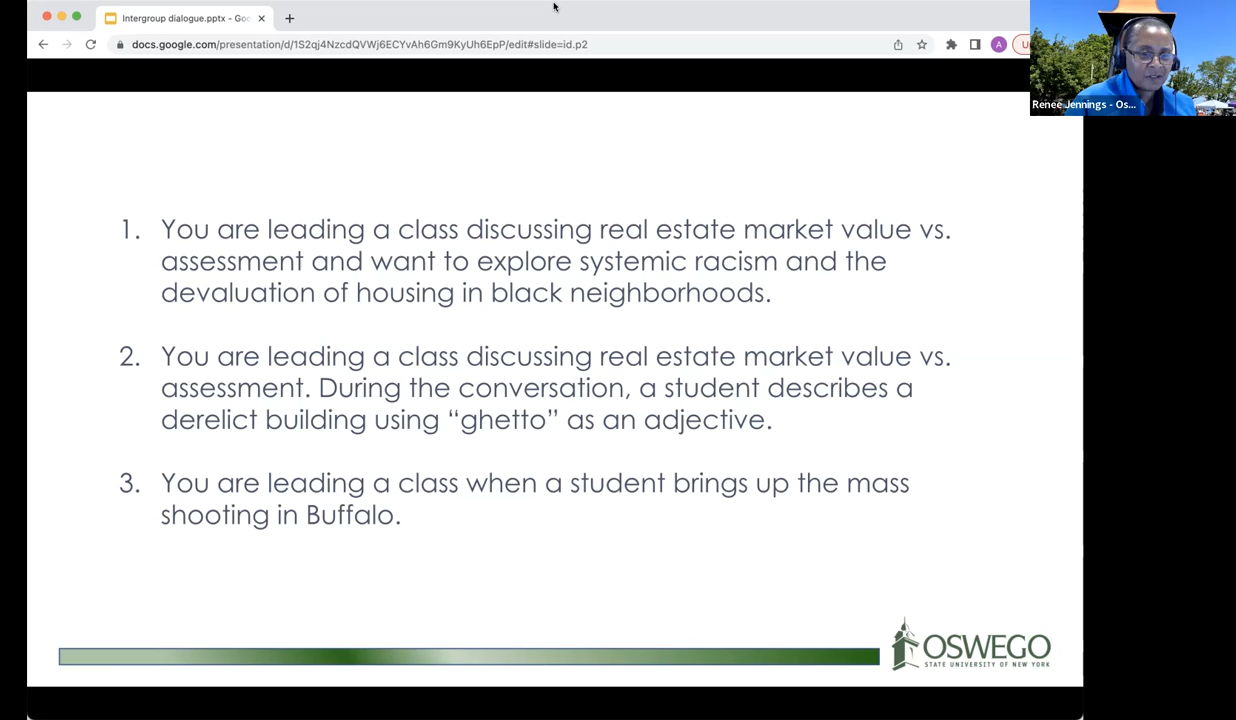 Intergroup dialogue.pptx - Goo
docs.google.com/presentation/d/1S2qj4NzcdQVWj6ECYvAh6Gm9KyUh6EpP/edit#slide=id.p2
A
U
Renee Jennings - Os...
1. You are leading a class discussing real estate market value vs.
assessment and want to explore systemic racism and the
devaluation of housing in black neighborhoods.
2. You are leading a class discussing real estate market value vs.
assessment. During the conversation, a student describes a
derelict building using “ghetto” as an adjective.
3. You are leading a class when a student brings up the mass
shooting in Buffalo.
OSWEGO
STATE UNIVERSITY OF NEW YORK